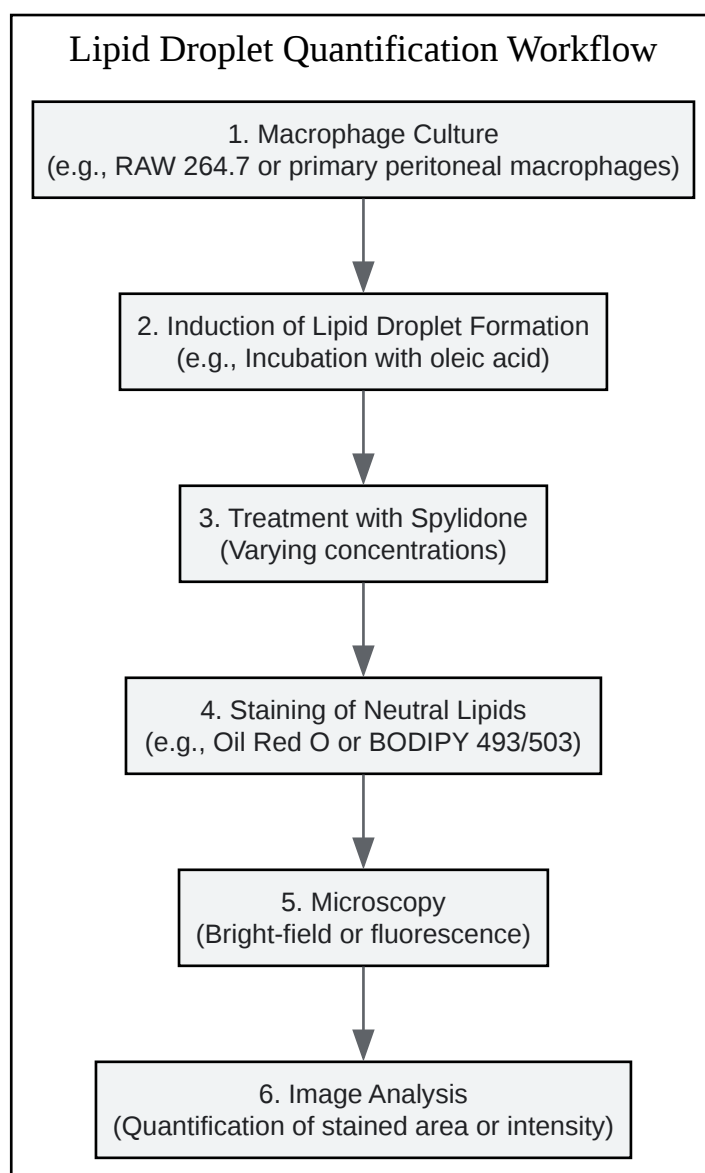 Lipid Droplet Quantification Workflow
1. Macrophage Culture
(e.g., RAW 264.7 or primary peritoneal macrophages)
2. Induction of Lipid Droplet Formation
(e.g., Incubation with oleic acid)
3. Treatment with Spylidone
(Varying concentrations)
4. Staining of Neutral Lipids
(e.g., Oil Red O or BODIPY 493/503)
5. Microscopy
(Bright-field or fluorescence)
6. Image Analysis
(Quantification of stained area or intensity)